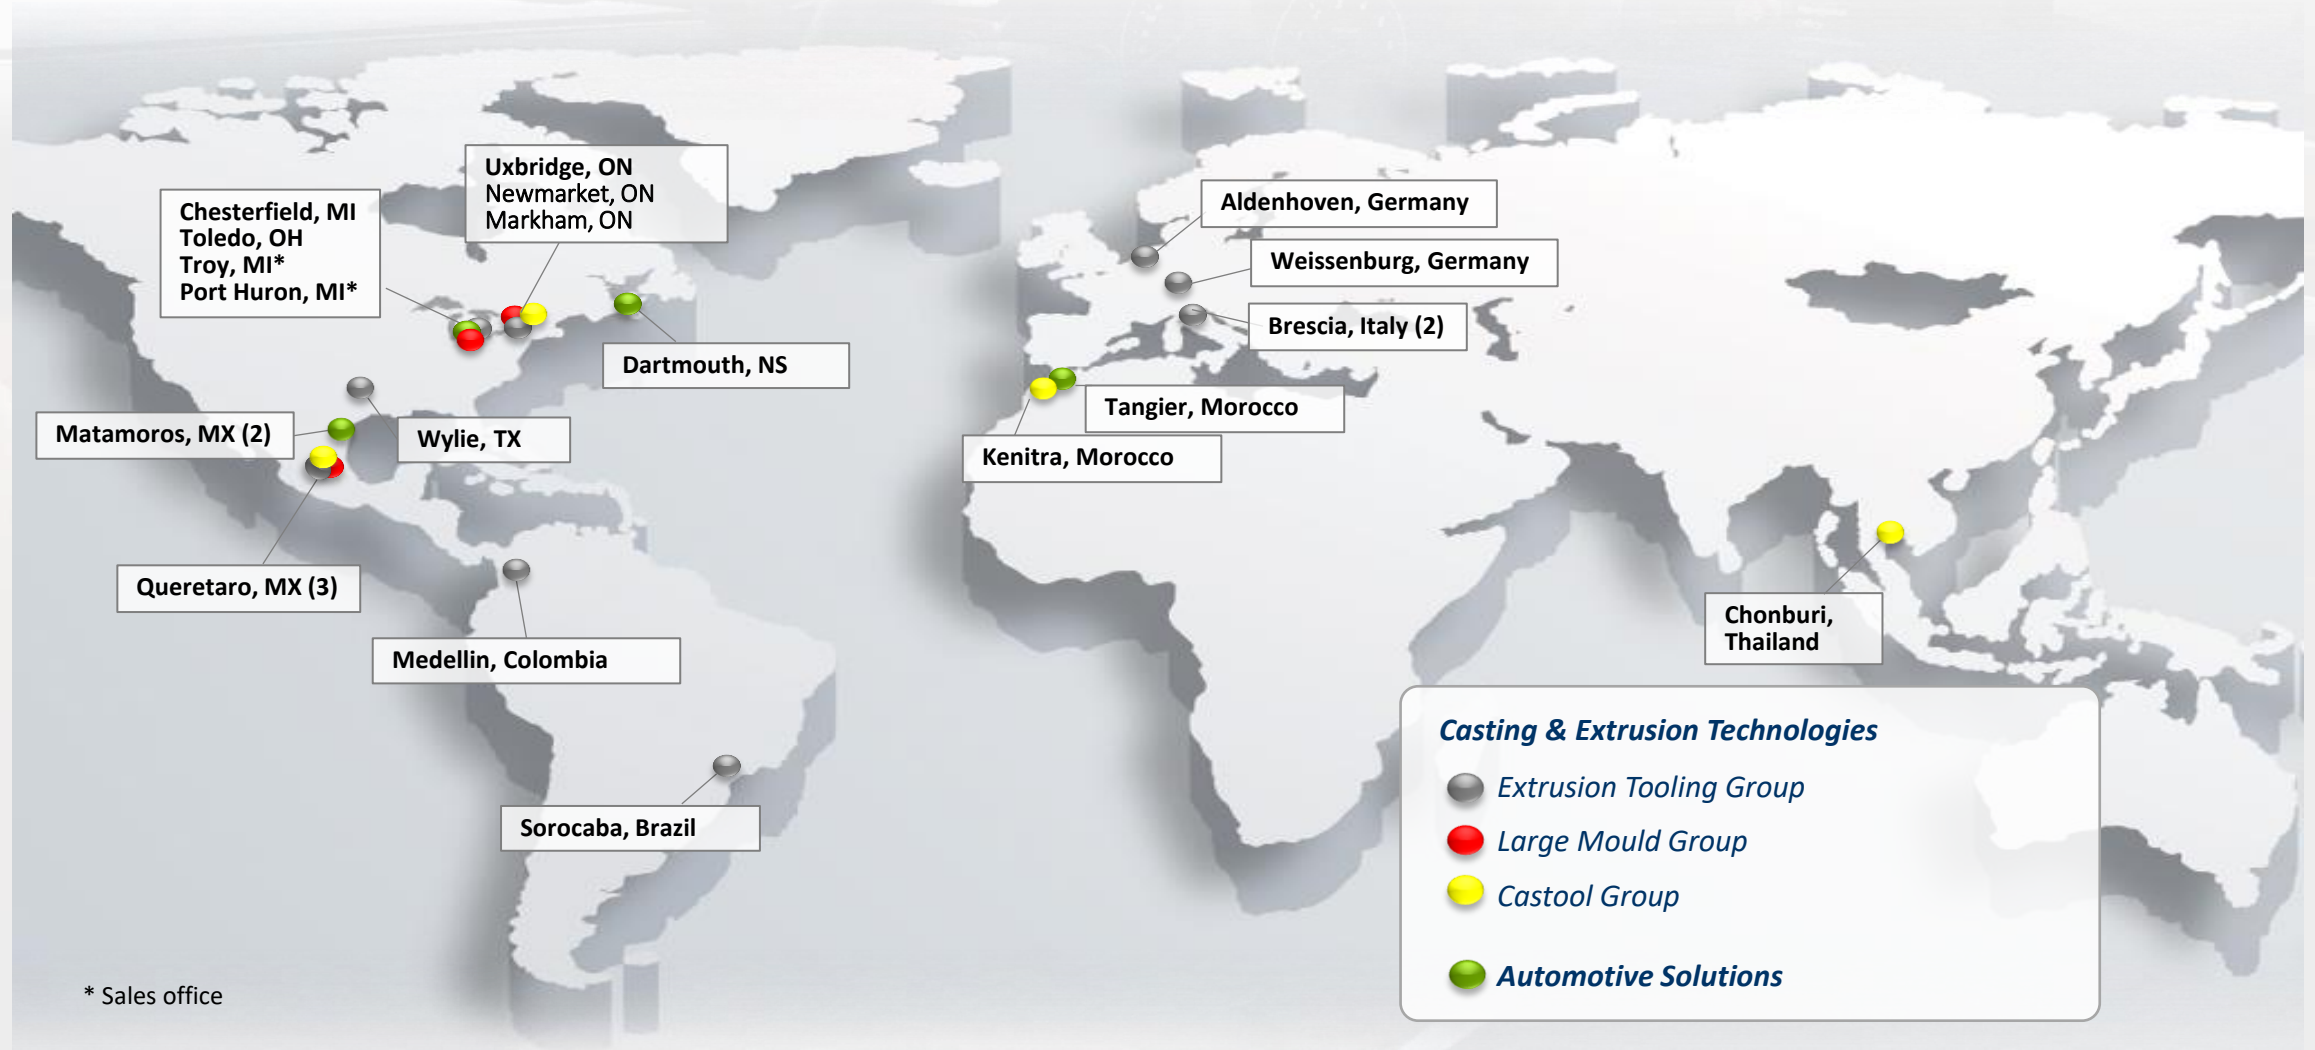 Uxbridge, ON
Newmarket, ON
Markham, ON
Chesterfield, MI
Toledo, OH
Troy, MI*
Port Huron, MI*
Aldenhoven, Germany
Weissenburg, Germany
Brescia, Italy (2)
Dartmouth, NS
Tangier, Morocco
Matamoros, MX (2)
Wylie, TX
Kenitra, Morocco
Queretaro, MX (3)
Chonburi,
Thailand
Medellin, Colombia
Sorocaba, Brazil
Casting & Extrusion Technologies
Extrusion Tooling Group
Large Mould Group
Castool Group
Automotive Solutions
* Sales office